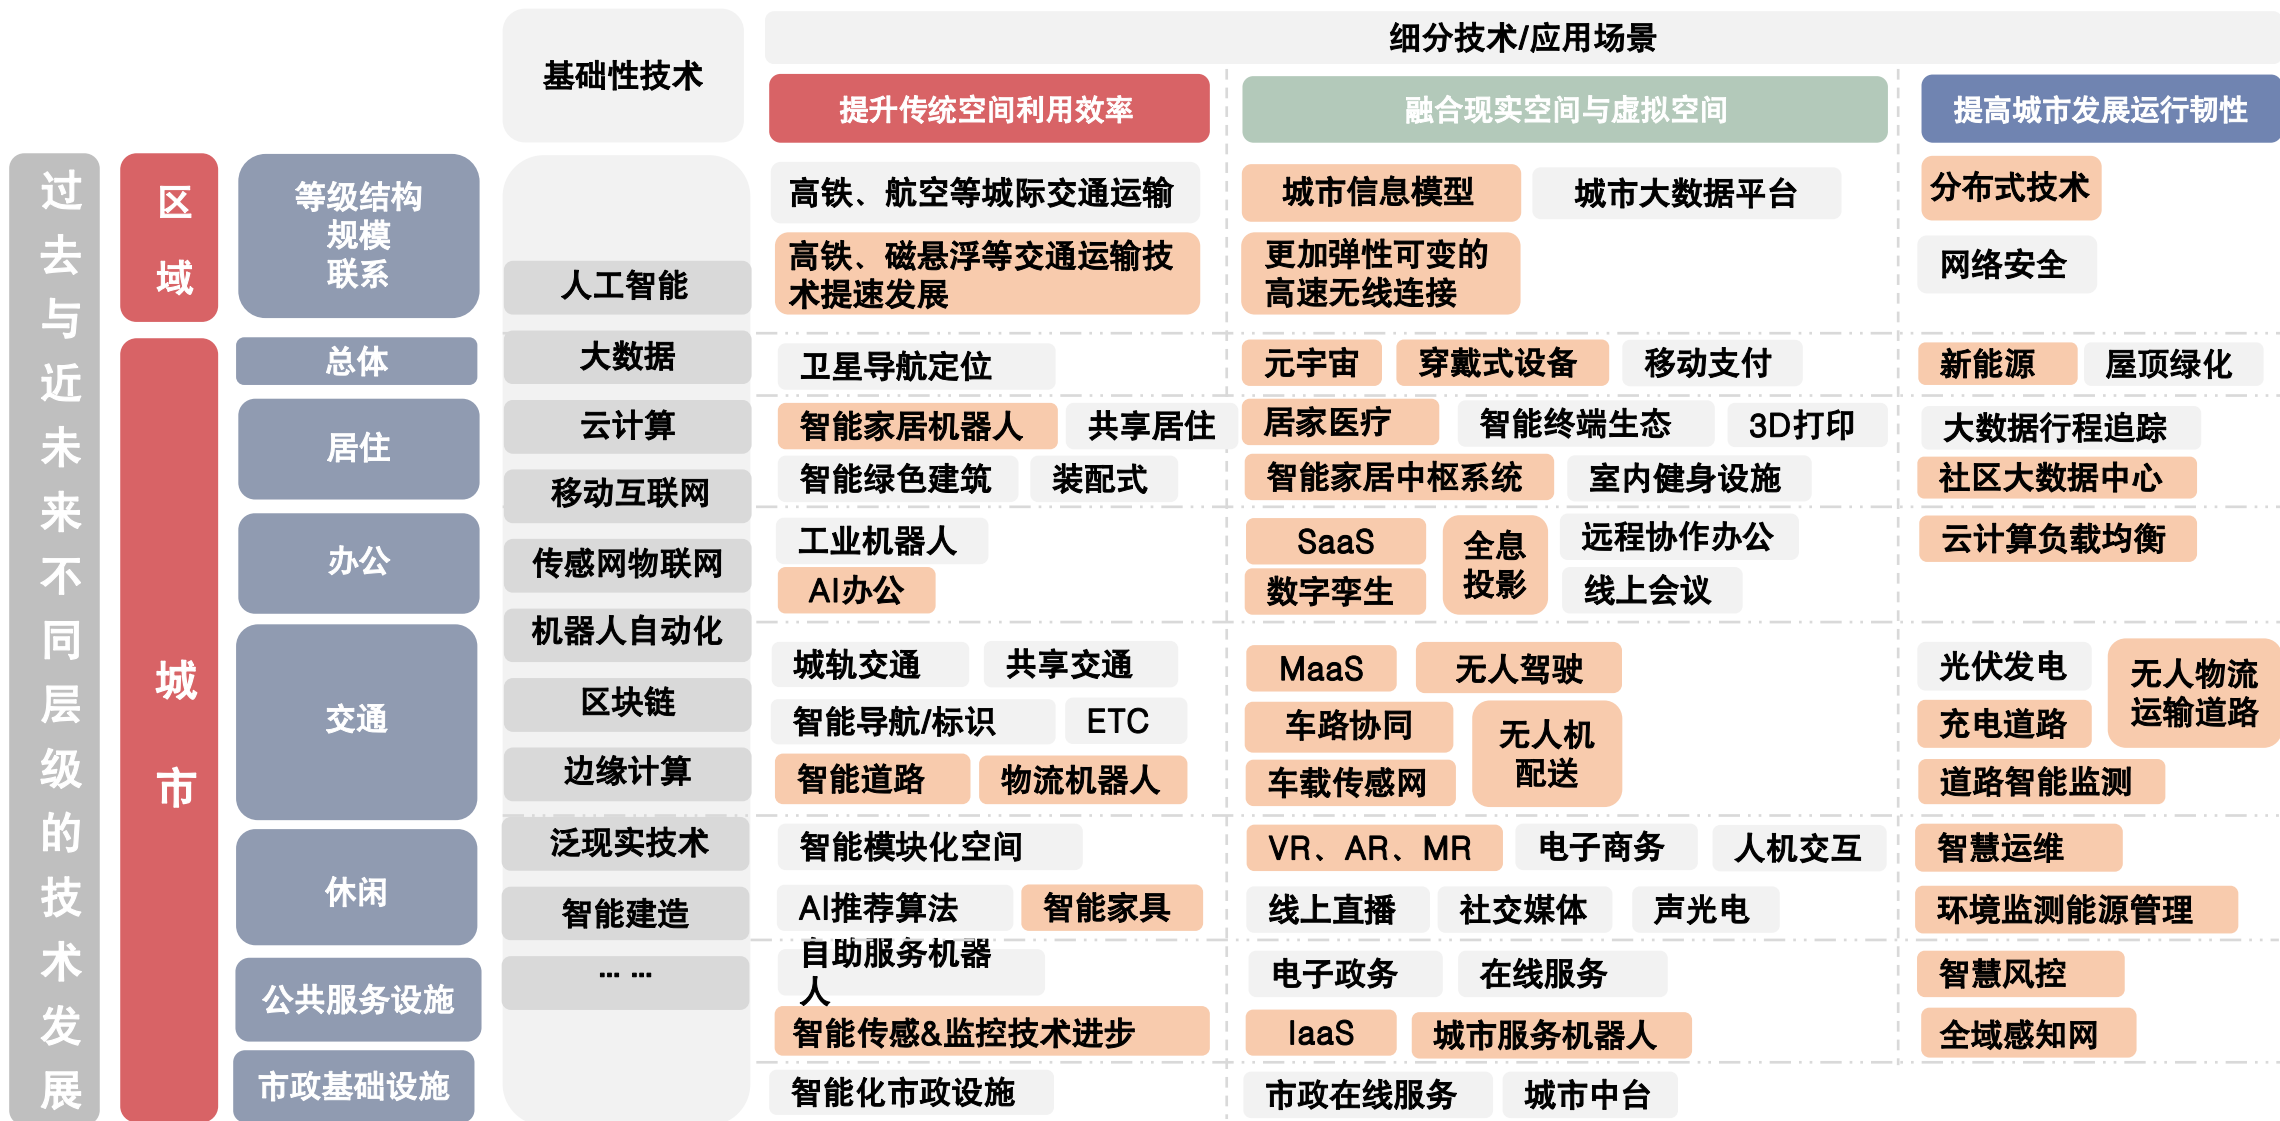 基础性技术
细分技术/应用场景
提升传统空间利用效率
融合现实空间与虚拟空间
提高城市发展运行韧性
过去与近未来不同层级的技术发展
区域
等级结构
规模
联系
高铁、航空等城际交通运输
高铁、磁悬浮等交通运输技
术提速发展
城市信息模型
城市大数据平台
更加弹性可变的
高速无线连接
分布式技术
网络安全
城市
总体
居住
办公
交通
休闲
公共服务设施
市政基础设施
人工智能
大数据
云计算
移动互联网
传感网物联网
机器人自动化
区块链
边缘计算
泛现实技术
智能建造
... ...
卫星导航定位
元宇宙
穿戴式设备
移动支付
新能源
屋顶绿化
智能家居机器人
共享居住
智能绿色建筑
装配式
居家医疗
智能终端生态
3D打印
智能家居中枢系统
室内健身设施
大数据行程追踪
社区大数据中心
工业机器人
AI办公
SaaS
数字孪生
全息
投影
远程协作办公
线上会议
云计算负载均衡
城轨交通
共享交通
智能导航/标识
ETC
智能道路
物流机器人
MaaS
无人驾驶
车路协同
车载传感网
无人机
配送
光伏发电
充电道路
无人物流
运输道路
道路智能监测
智能模块化空间
AI推荐算法
智能家具
VR、AR、MR
电子商务
人机交互
线上直播
社交媒体
声光电
智慧运维
环境监测能源管理
自助服务机器
人
智能传感&监控技术进步
电子政务
在线服务
IaaS
城市服务机器人
智慧风控
全域感知网
智能化市政设施
市政在线服务
城市中台